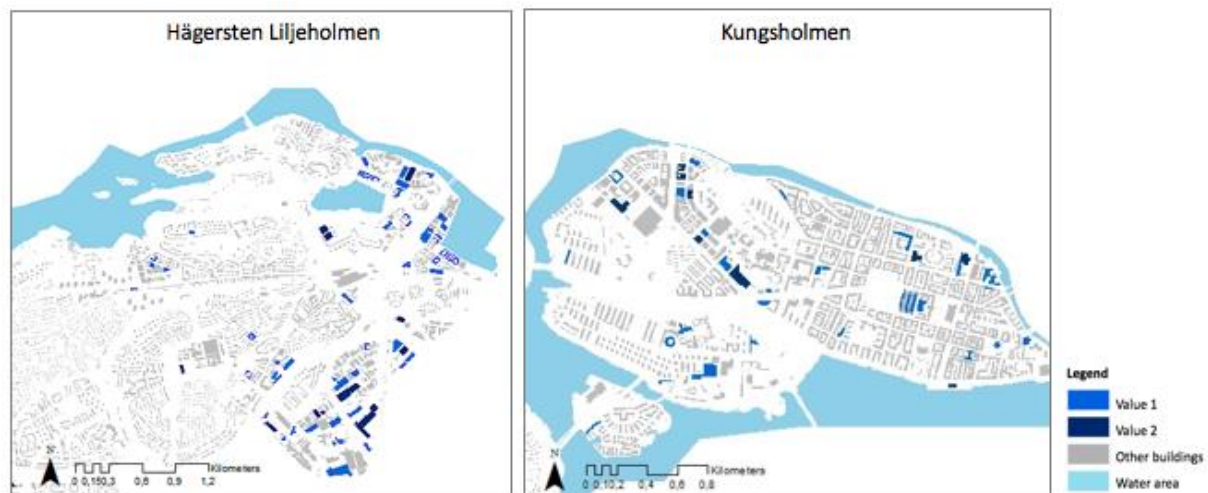 Hägersten Liljeholmen
N
Kilometers
0 0,150,3 0,6 0,9 1,2
Kungsholmen
N
Kilometers
0 0,10,2 0,4 0,6 0,8
Legend
Value 1
Value 2
Other buildings
Water area